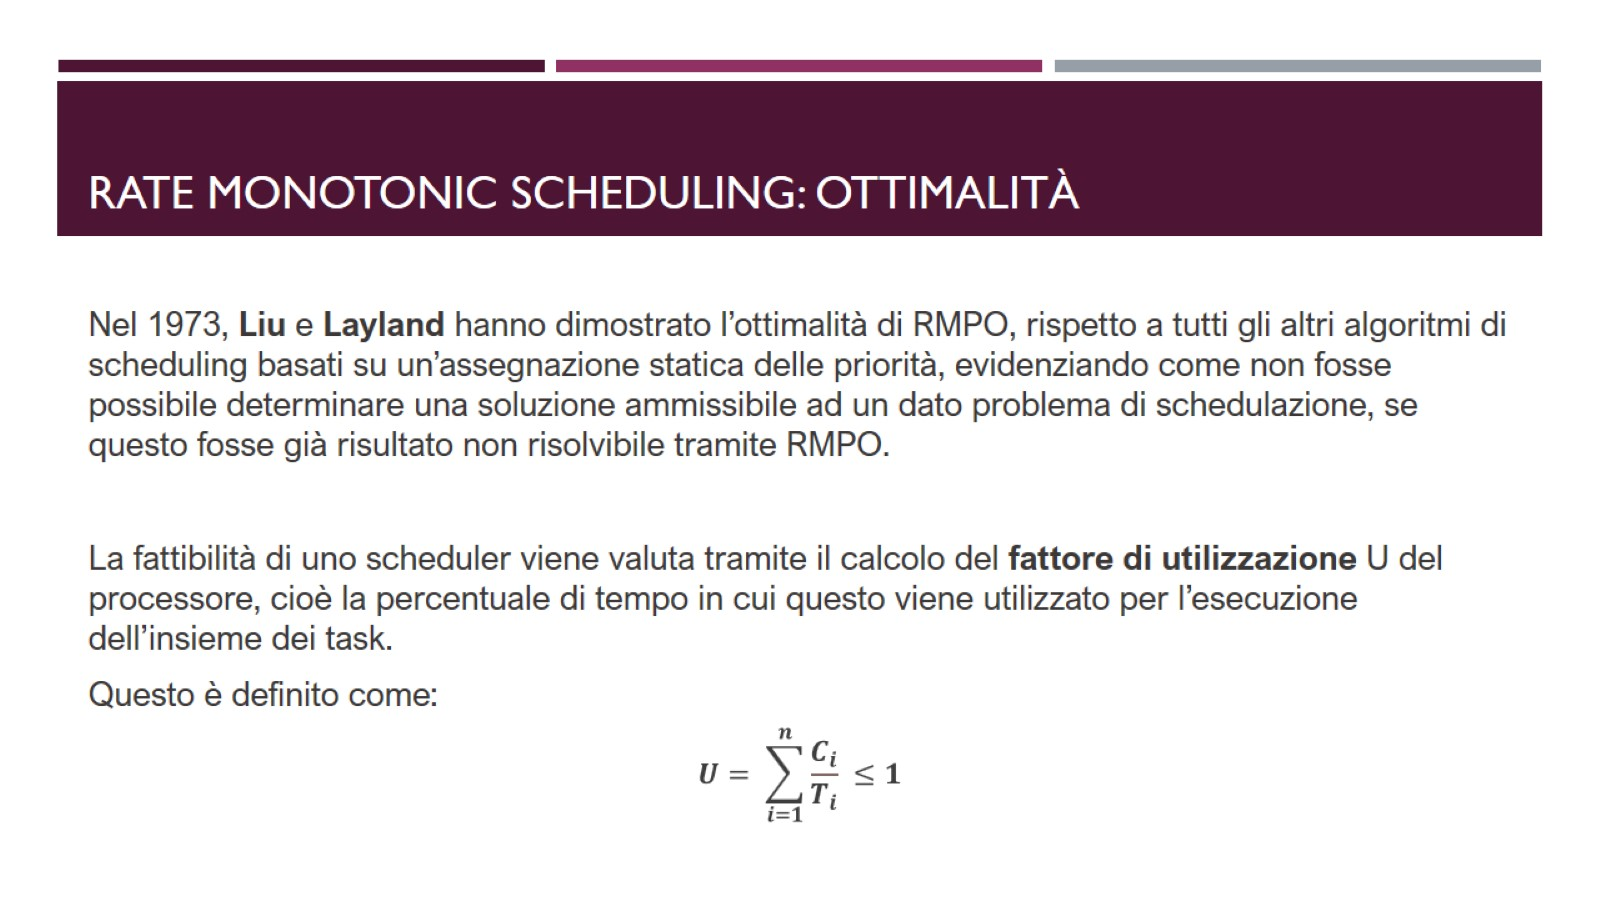 RATE MONOTONIC SCHEDULING: OTTIMALITÀ
Nel 1973, Liu e Layland hanno dimostrato l’ottimalità di RMPO, rispetto a tutti gli altri algoritmi di
scheduling basati su un’assegnazione statica delle priorità, evidenziando come non fosse
possibile determinare una soluzione ammissibile ad un dato problema di schedulazione, se
questo fosse già risultato non risolvibile tramite RMPO.
La fattibilità di uno scheduler viene valuta tramite il calcolo del fattore di utilizzazione U del
processore, cioè la percentuale di tempo in cui questo viene utilizzato per l’esecuzione
dell’insieme dei task.
Questo è definito come:
U = ∑_{i=1}^{n} C_i / T_i ≤ 1